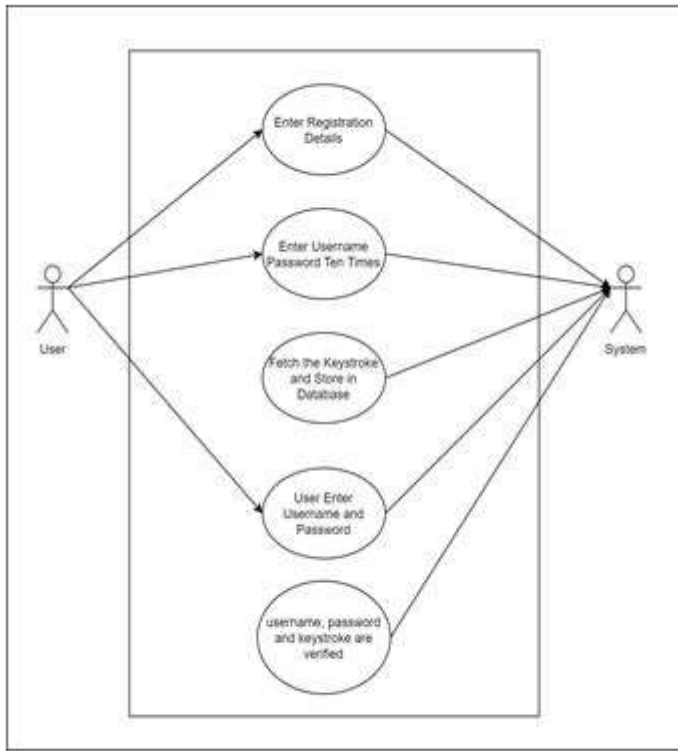 Enter Registration
Details
Enter Username
Password Ten Times
User
System
Fetch the Keystroke
and Store in
Database
User Enter
Username and
Password
username, password
and keystroke are
verified